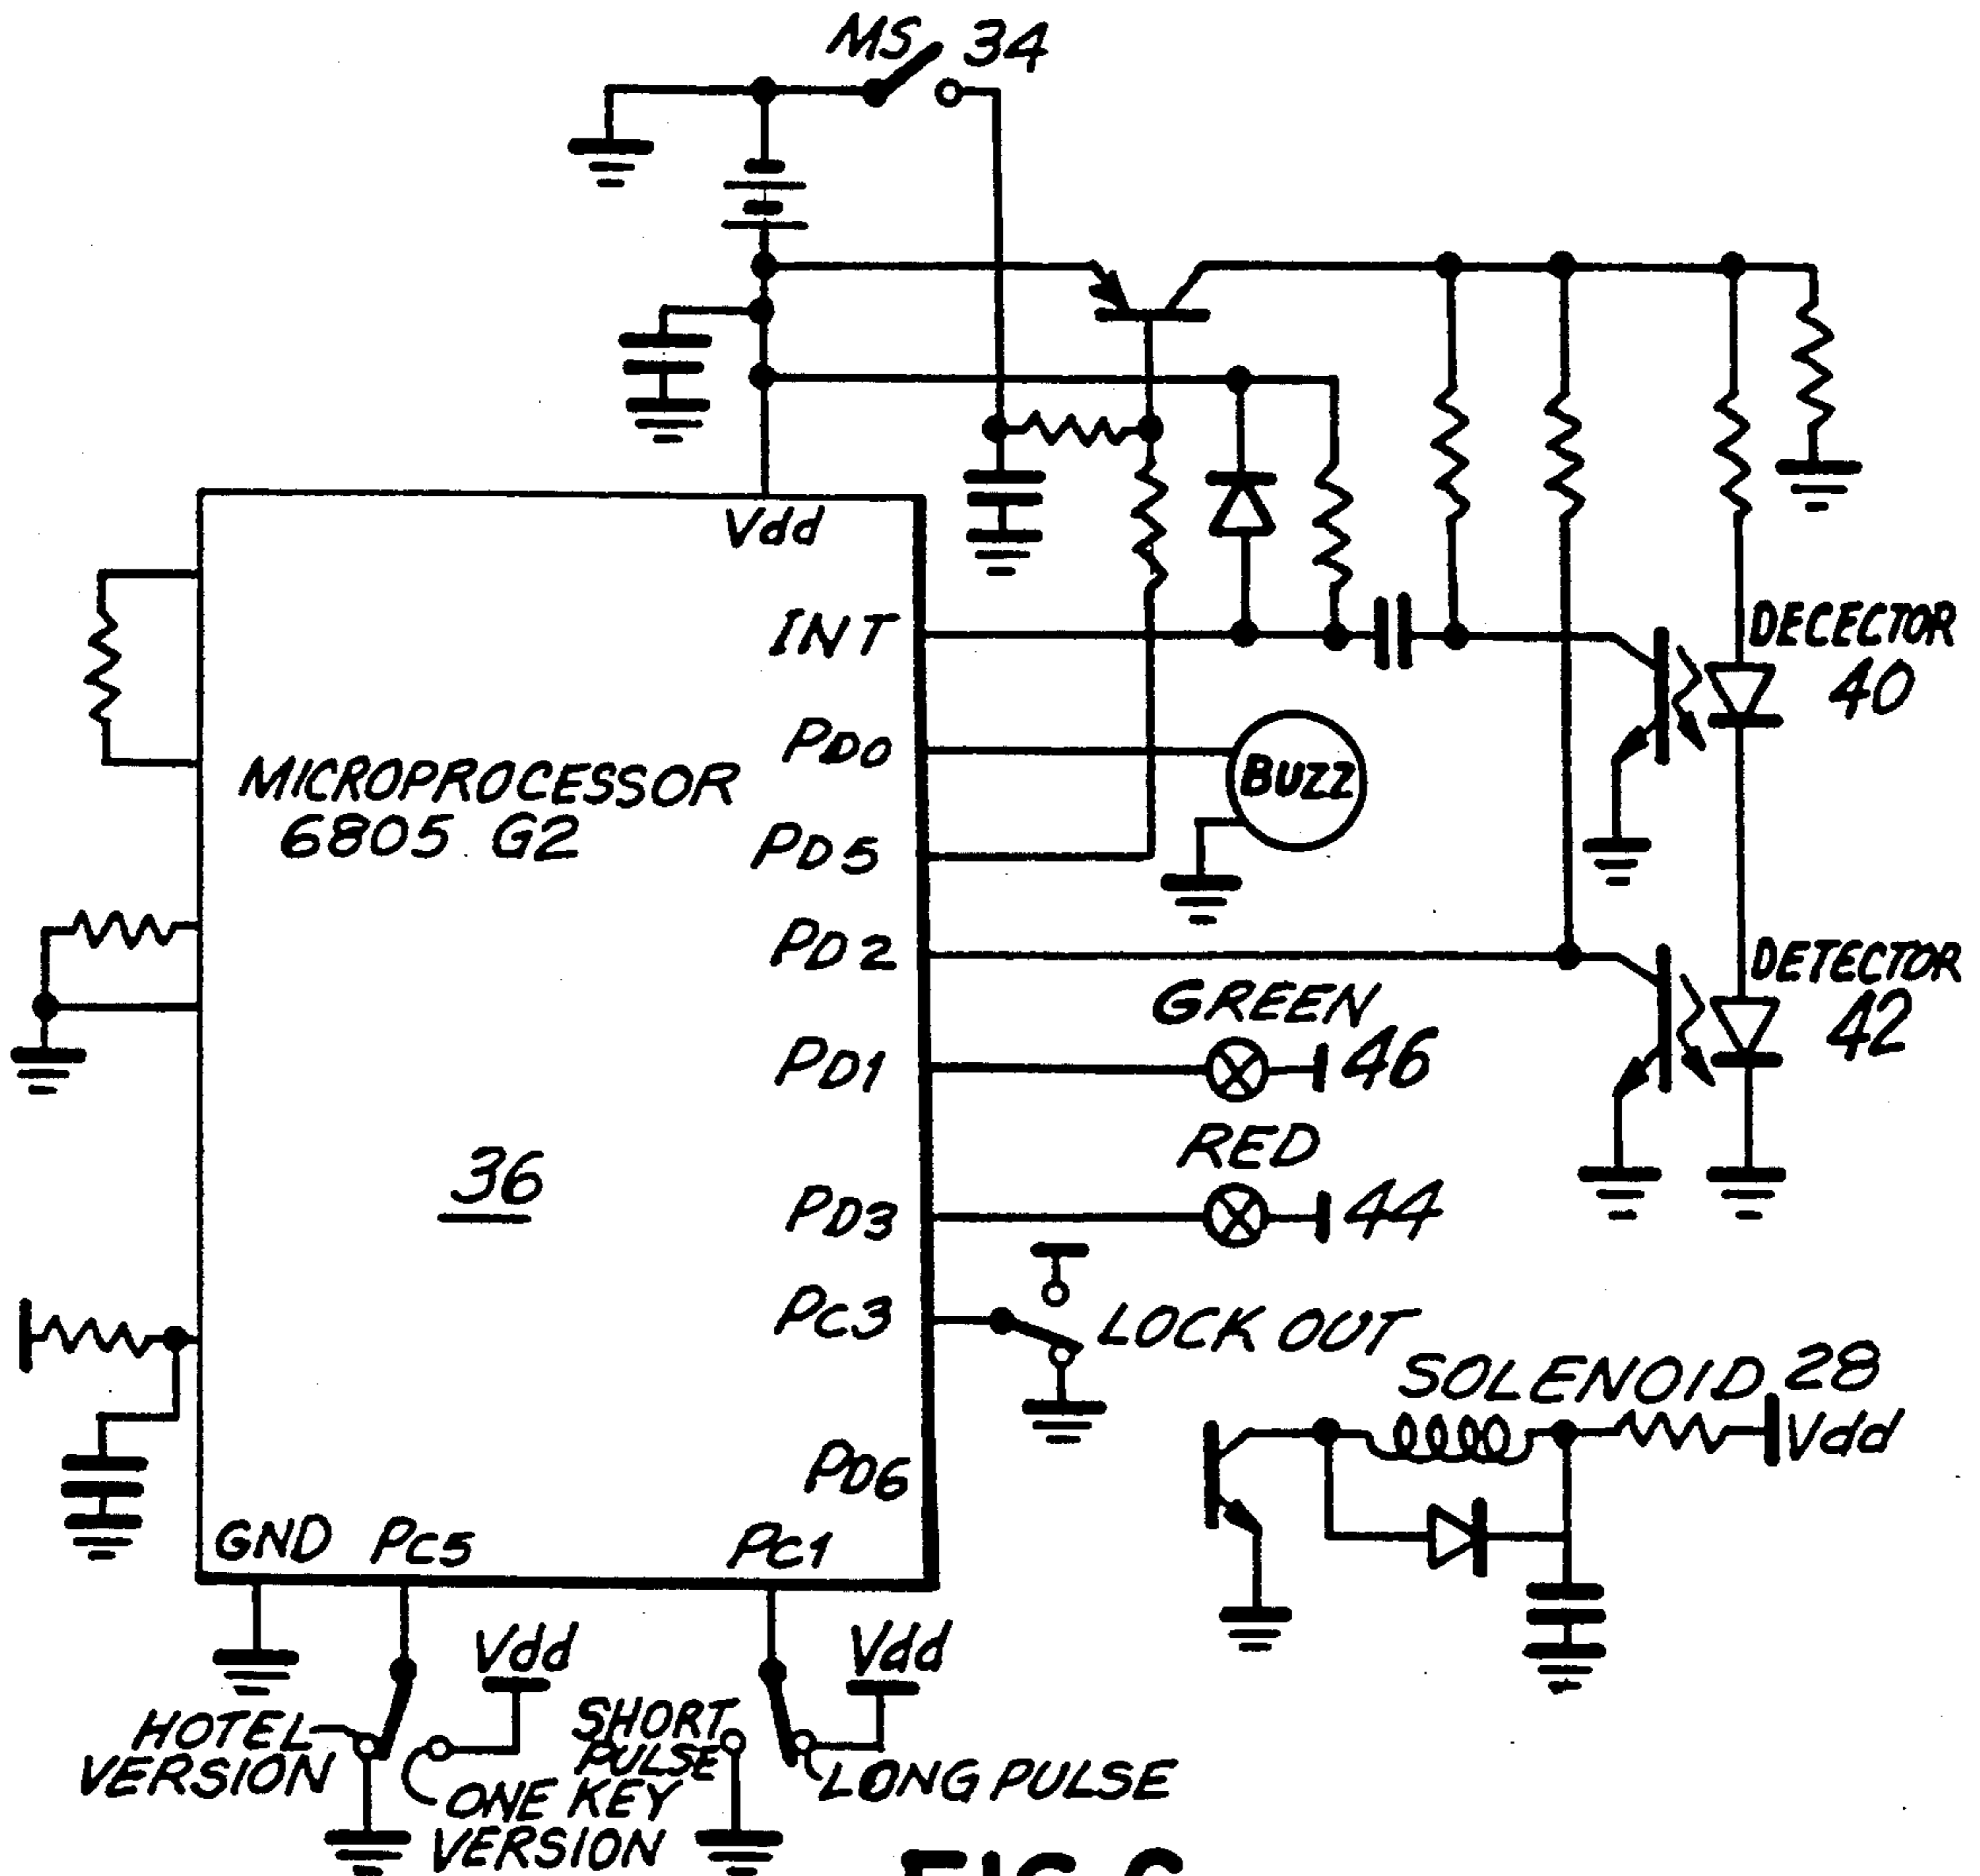 MS 34
Vdd
INT
DECECTOR
40
PD0
BUZZ
MICROPROCESSOR
6805 G2
PD5
PD2
DETECTOR
42
GREEN
PD1
46
RED
36
PD3
44
PC3
LOCK OUT
SOLENOID 28
Vdd
PD6
GND PC5
PC1
Vdd
Vdd
HOTEL
VERSION
SHORT
PULSE
ONE KEY
VERSION
LONG PULSE